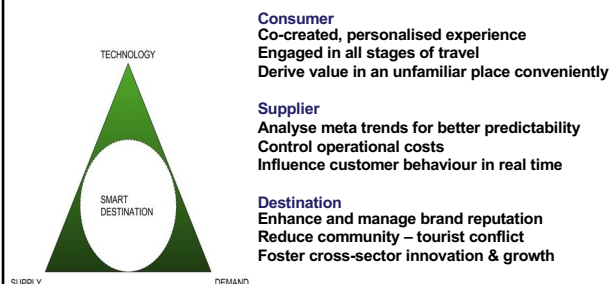 TECHNOLOGY
SMART
DESTINATION
SUPPLY
DEMAND
Consumer
Co-created, personalised experience
Engaged in all stages of travel
Derive value in an unfamiliar place conveniently
Supplier
Analyse meta trends for better predictability
Control operational costs
Influence customer behaviour in real time
Destination
Enhance and manage brand reputation
Reduce community – tourist conflict
Foster cross-sector innovation & growth